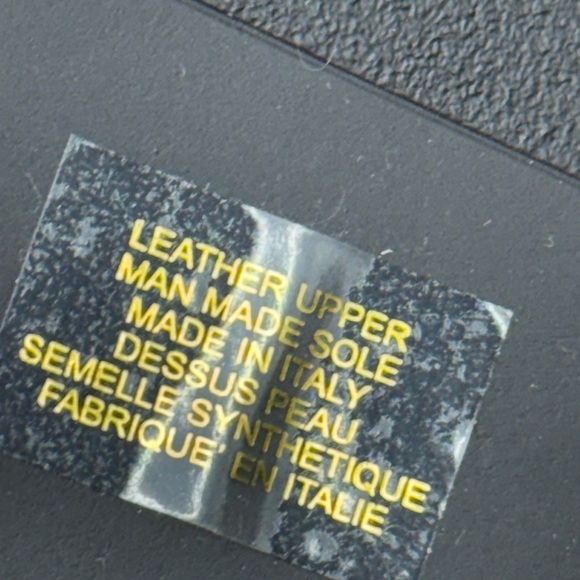 LEATHER UPPER
MAN MADE SOLE
MADE IN ITALY
DESSUS PEAU
SEMELLE SYNTHETIQUE
FABRIQUE' EN ITALIE